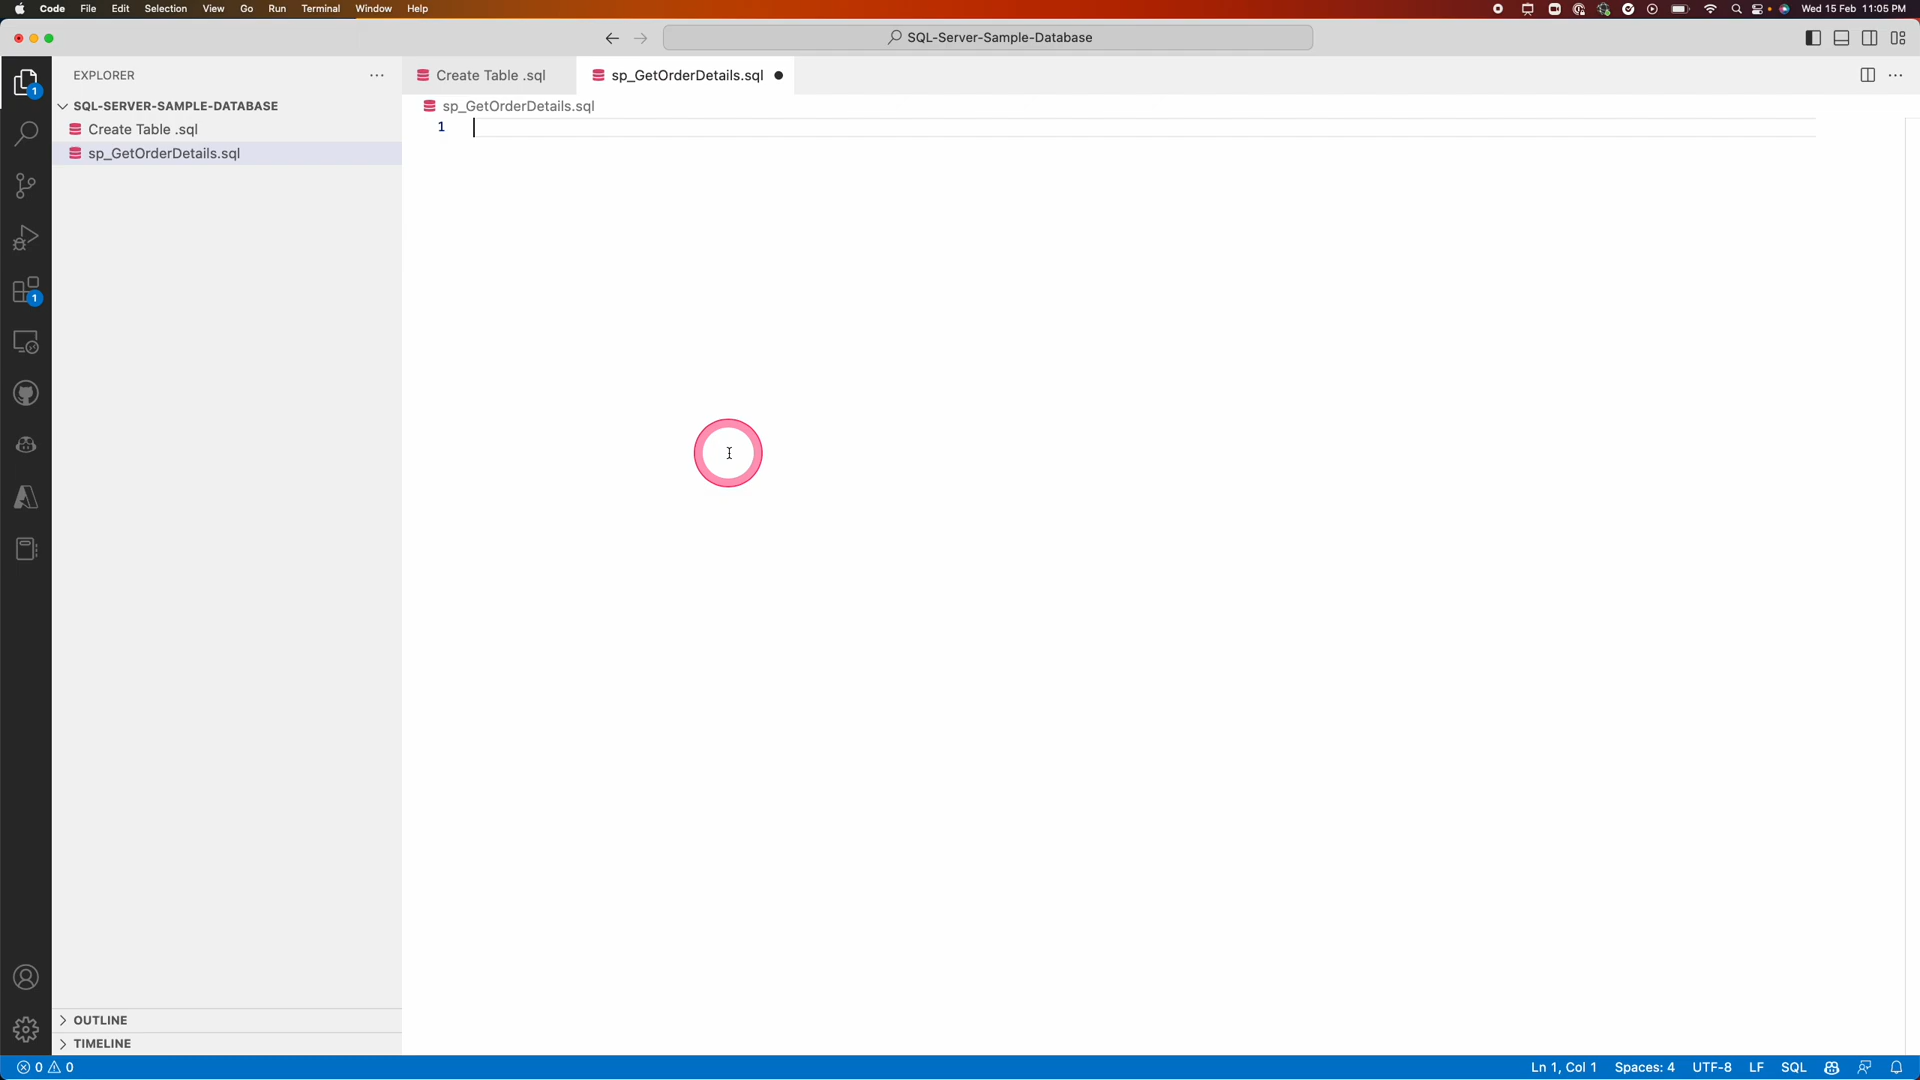 Code File Edit Selection View Go Run Terminal Window Help Wed 15 Feb 11:05 PM
SQL-Server-Sample-Database
EXPLORER
Create Table .sql
sp_GetOrderDetails.sql
SQL-SERVER-SAMPLE-DATABASE
Create Table .sql
sp_GetOrderDetails.sql
sp_GetOrderDetails.sql
1
1
1
OUTLINE
TIMELINE
0 0
Ln 1, Col 1 Spaces: 4 UTF-8 LF SQL